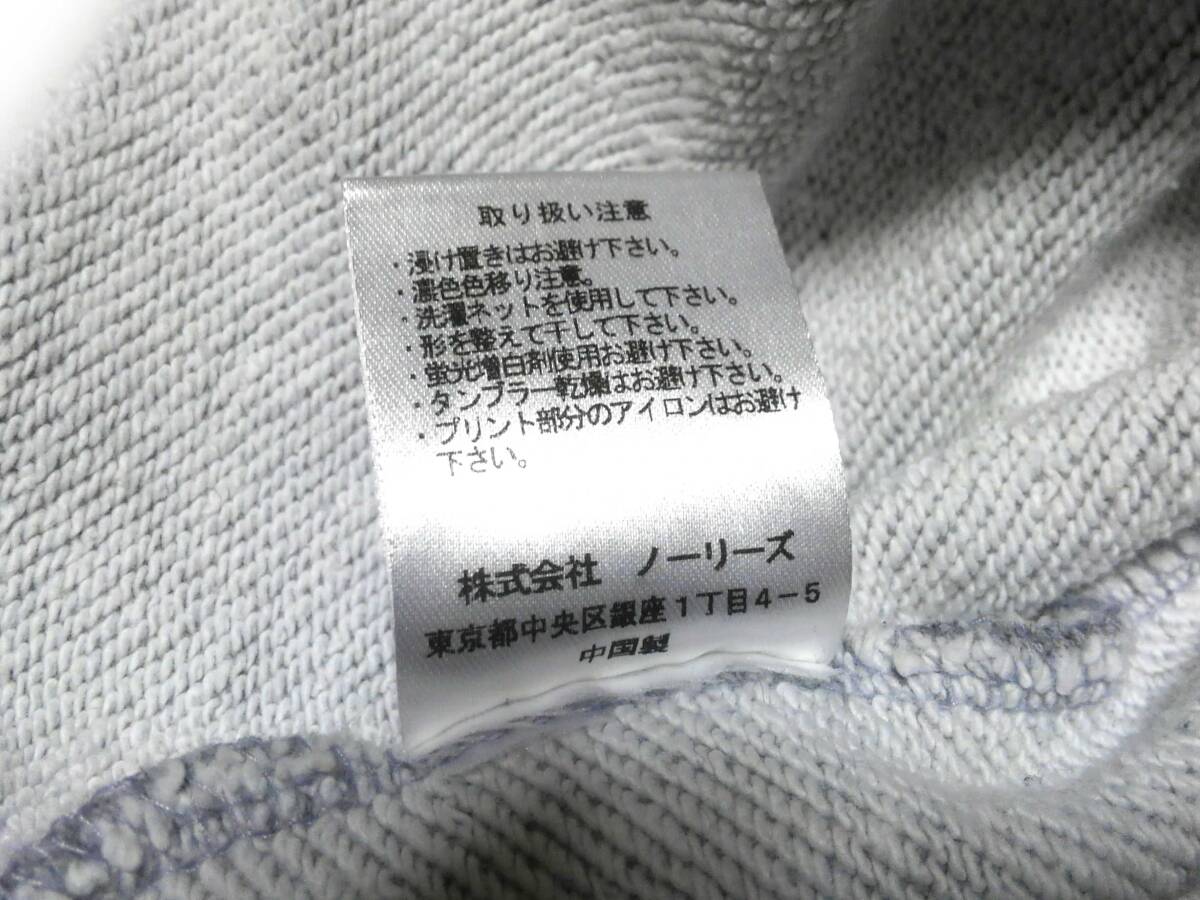 取り扱い注意
・浸け置きはお避け下さい。
・濃色色移り注意。
・洗濯ネットを使用して下さい。
・形を整えて干して下さい。
・蛍光増白剤使用お避け下さい。
・タンブラー乾燥はお避け下さい。
・プリント部分のアイロンはお避け
下さい。
株式会社 ノーリーズ
東京都中央区銀座1丁目4-5
中国製